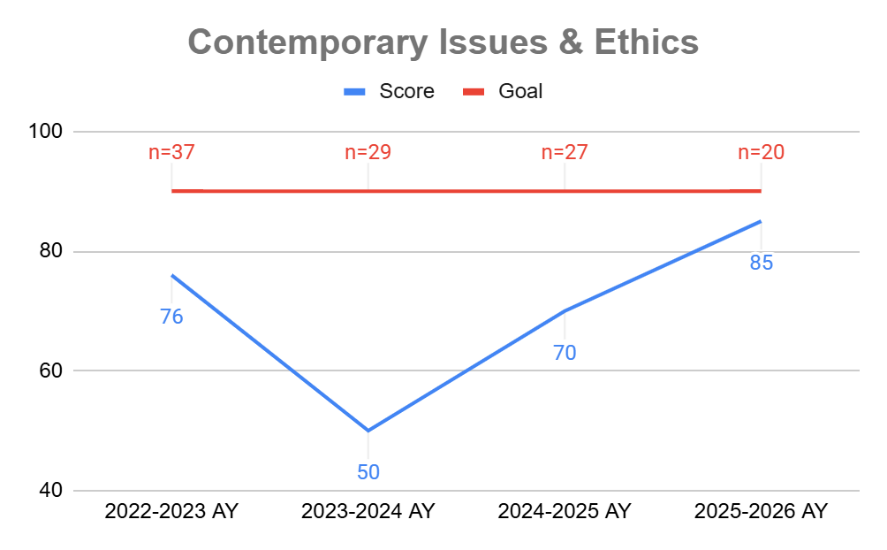 Contemporary Issues & Ethics
Score Goal
100
n=37 n=29 n=27 n=20
80
85
76
70
60
50
40
2022-2023 AY 2023-2024 AY 2024-2025 AY 2025-2026 AY